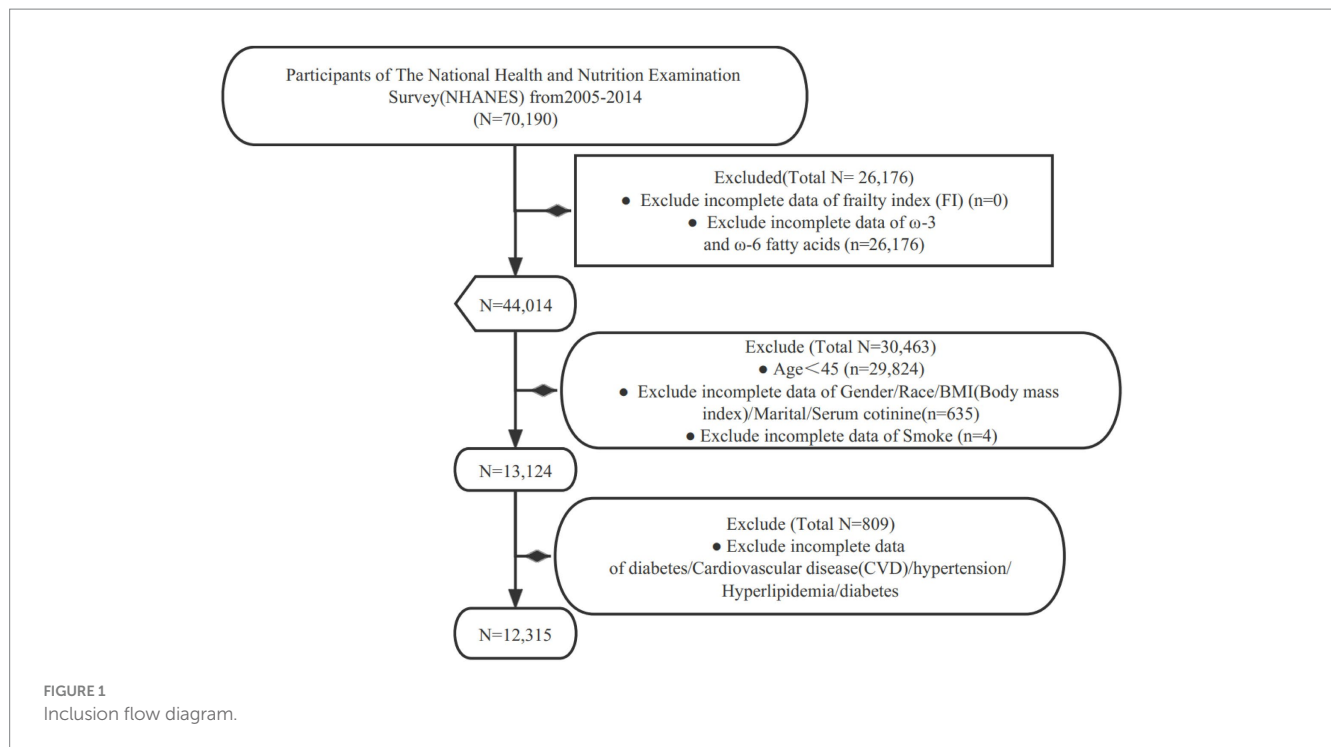 Participants of The National Health and Nutrition Examination
Survey(NHANES) from2005-2014
(N=70,190)
Excluded(Total N= 26,176)
● Exclude incomplete data of frailty index (FI) (n=0)
● Exclude incomplete data of ω-3
and ω-6 fatty acids (n=26,176)
N=44,014
Exclude (Total N=30,463)
● Age＜45 (n=29,824)
● Exclude incomplete data of Gender/Race/BMI(Body mass
index)/Marital/Serum cotinine(n=635)
● Exclude incomplete data of Smoke (n=4)
N=13,124
Exclude (Total N=809)
● Exclude incomplete data
of diabetes/Cardiovascular disease(CVD)/hypertension/
Hyperlipidemia/diabetes
N=12,315
FIGURE 1
Inclusion flow diagram.